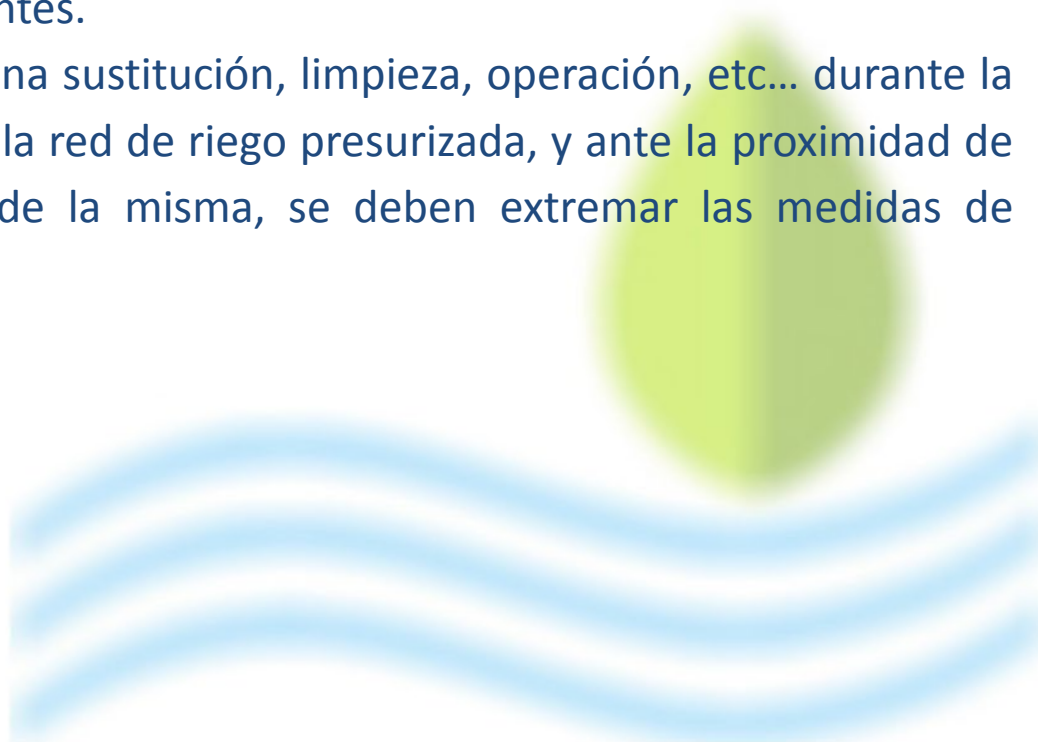 ntes.
na sustitución, limpieza, operación, etc… durante la
la red de riego presurizada, y ante la proximidad de
de la misma, se deben extremar las medidas de